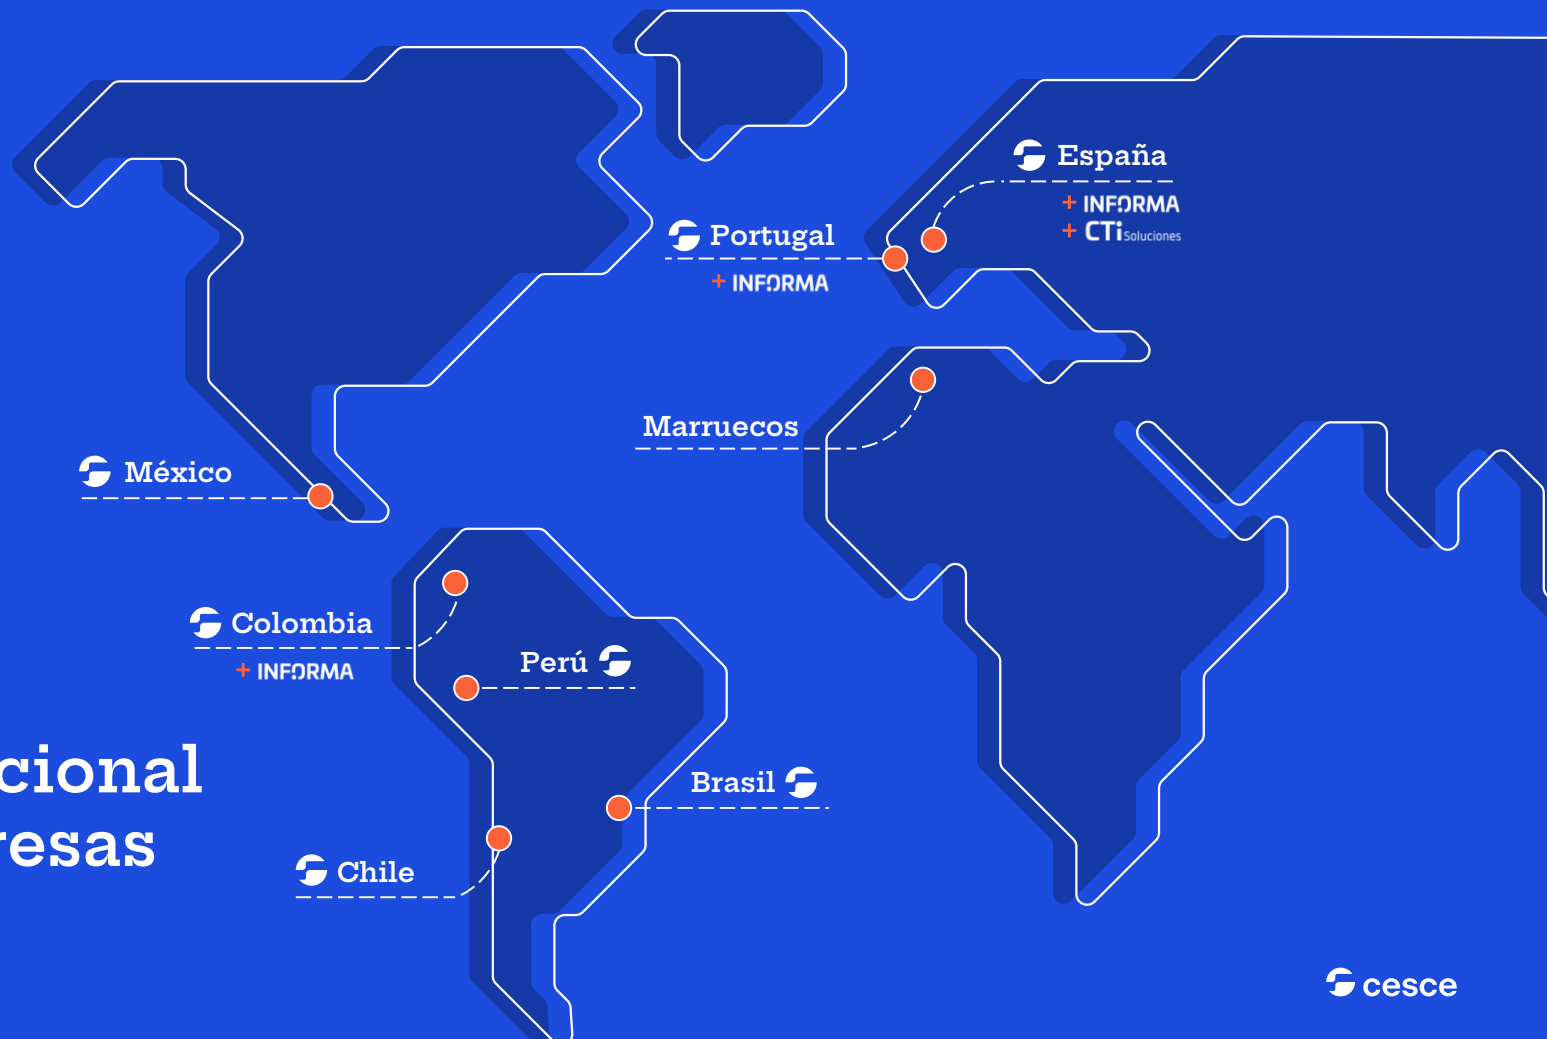 España
+ INFORMA
+ CTi Soluciones
Portugal
+ INFORMA
Marruecos
México
Colombia
+ INFORMA
Perú
cional
resas
Brasil
Chile
cesce